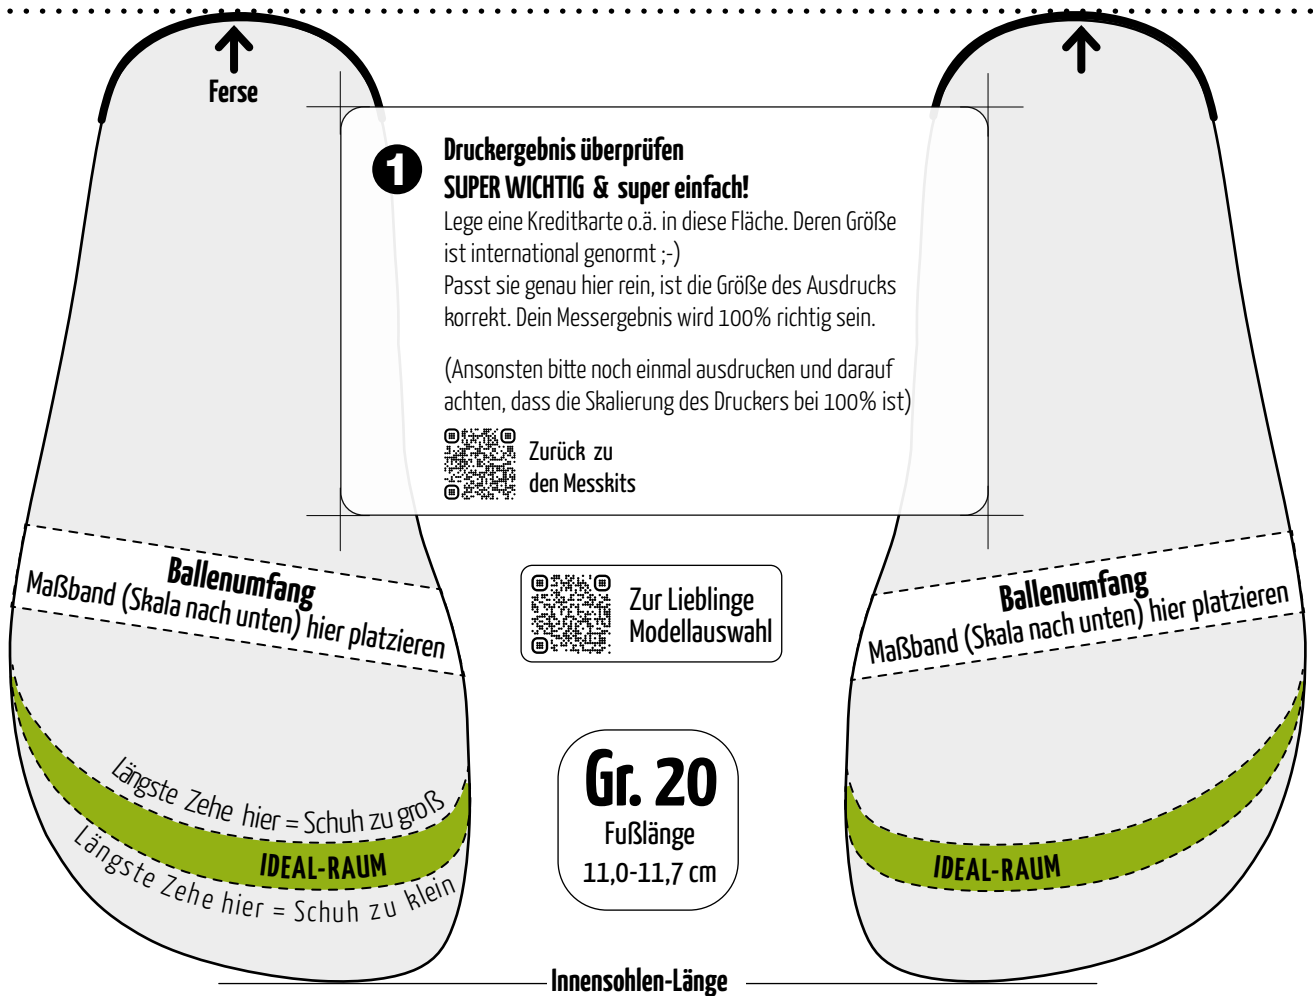 Ferse
1
Druckergebnis überprüfen
SUPER WICHTIG & super einfach!
Lege eine Kreditkarte o.ä. in diese Fläche. Deren Größe
ist international genormt ;-)
Passt sie genau hier rein, ist die Größe des Ausdrucks
korrekt. Dein Messergebnis wird 100% richtig sein.
(Ansonsten bitte noch einmal ausdrucken und darauf
achten, dass die Skalierung des Druckers bei 100% ist)
Zurück zu
den Messkits
Ballenumfang
Maßband (Skala nach unten) hier platzieren
Zur Lieblinge
Modellauswahl
Ballenumfang
Maßband (Skala nach unten) hier platzieren
Längste Zehe hier = Schuh zu groß
IDEAL-RAUM
Längste Zehe hier = Schuh zu klein
Gr. 20
Fußlänge
11,0-11,7 cm
IDEAL-RAUM
Innensohlen-Länge